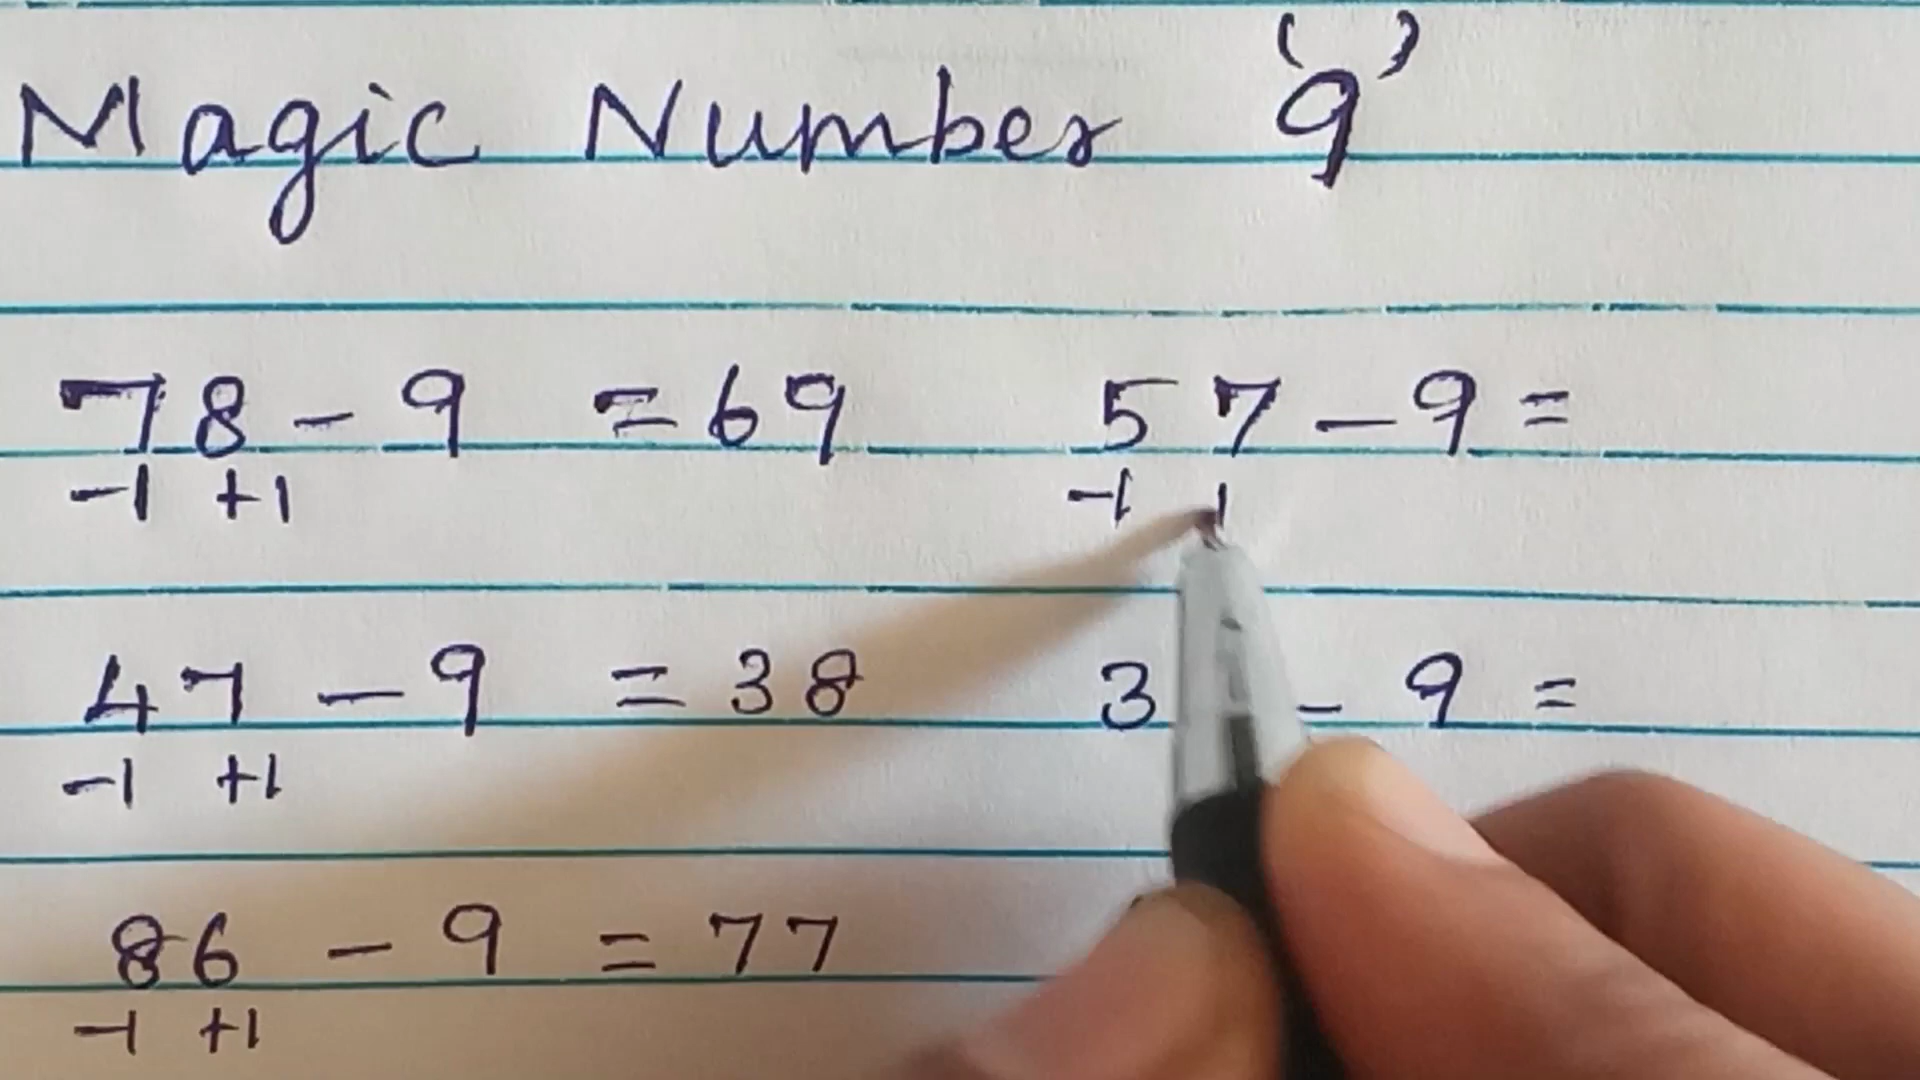 Magic Number '9'
78 - 9 = 69 57 - 9 =
-1 +1 -1
47 - 9 = 38 3 - 9 =
-1 +1
86 - 9 = 77
-1 +1